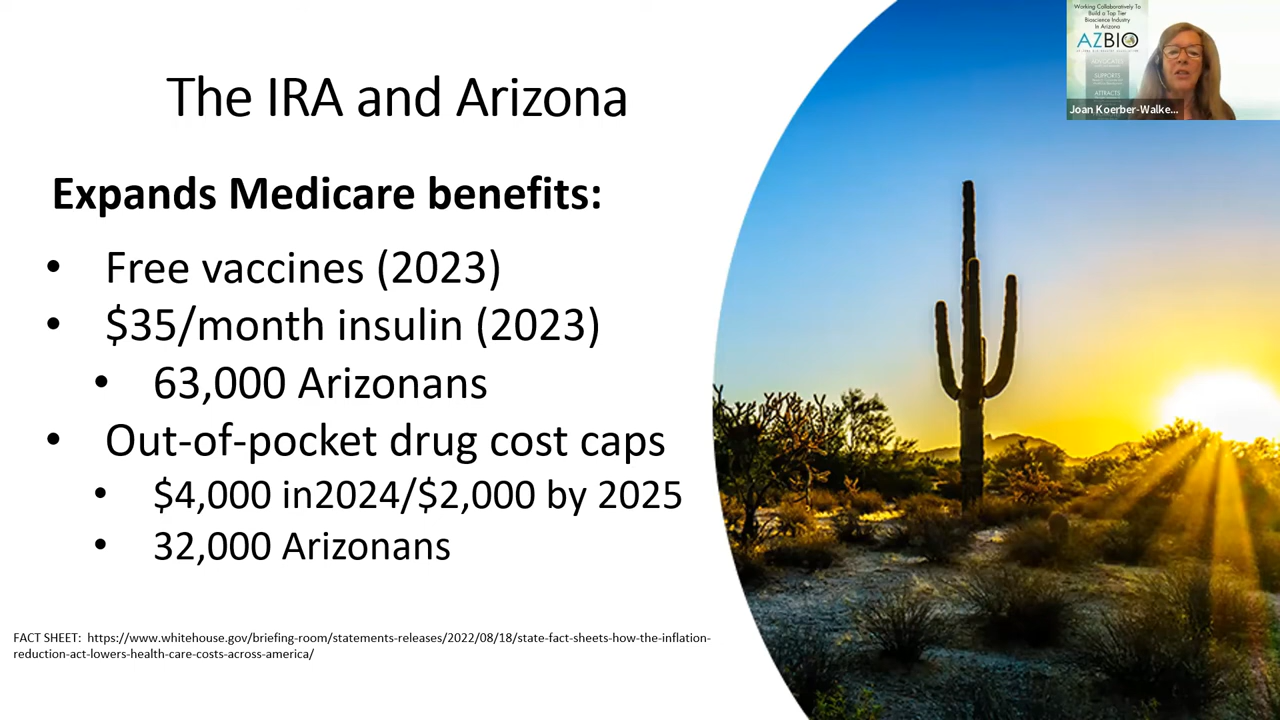 The IRA and Arizona
Expands Medicare benefits:
• Free vaccines (2023)
• $35/month insulin (2023)
• 63,000 Arizonans
• Out-of-pocket drug cost caps
• $4,000 in2024/$2,000 by 2025
• 32,000 Arizonans
FACT SHEET: https://www.whitehouse.gov/briefing-room/statements-releases/2022/08/18/state-fact-sheets-how-the-inflation-
reduction-act-lowers-health-care-costs-across-america/
Working Collaboratively To
Build a Top Tier
Bioscience Industry
In Arizona
AZBIO
ADVOCATES
SUPPORTS
ATTRACTS
Joan Koerber-Walke...